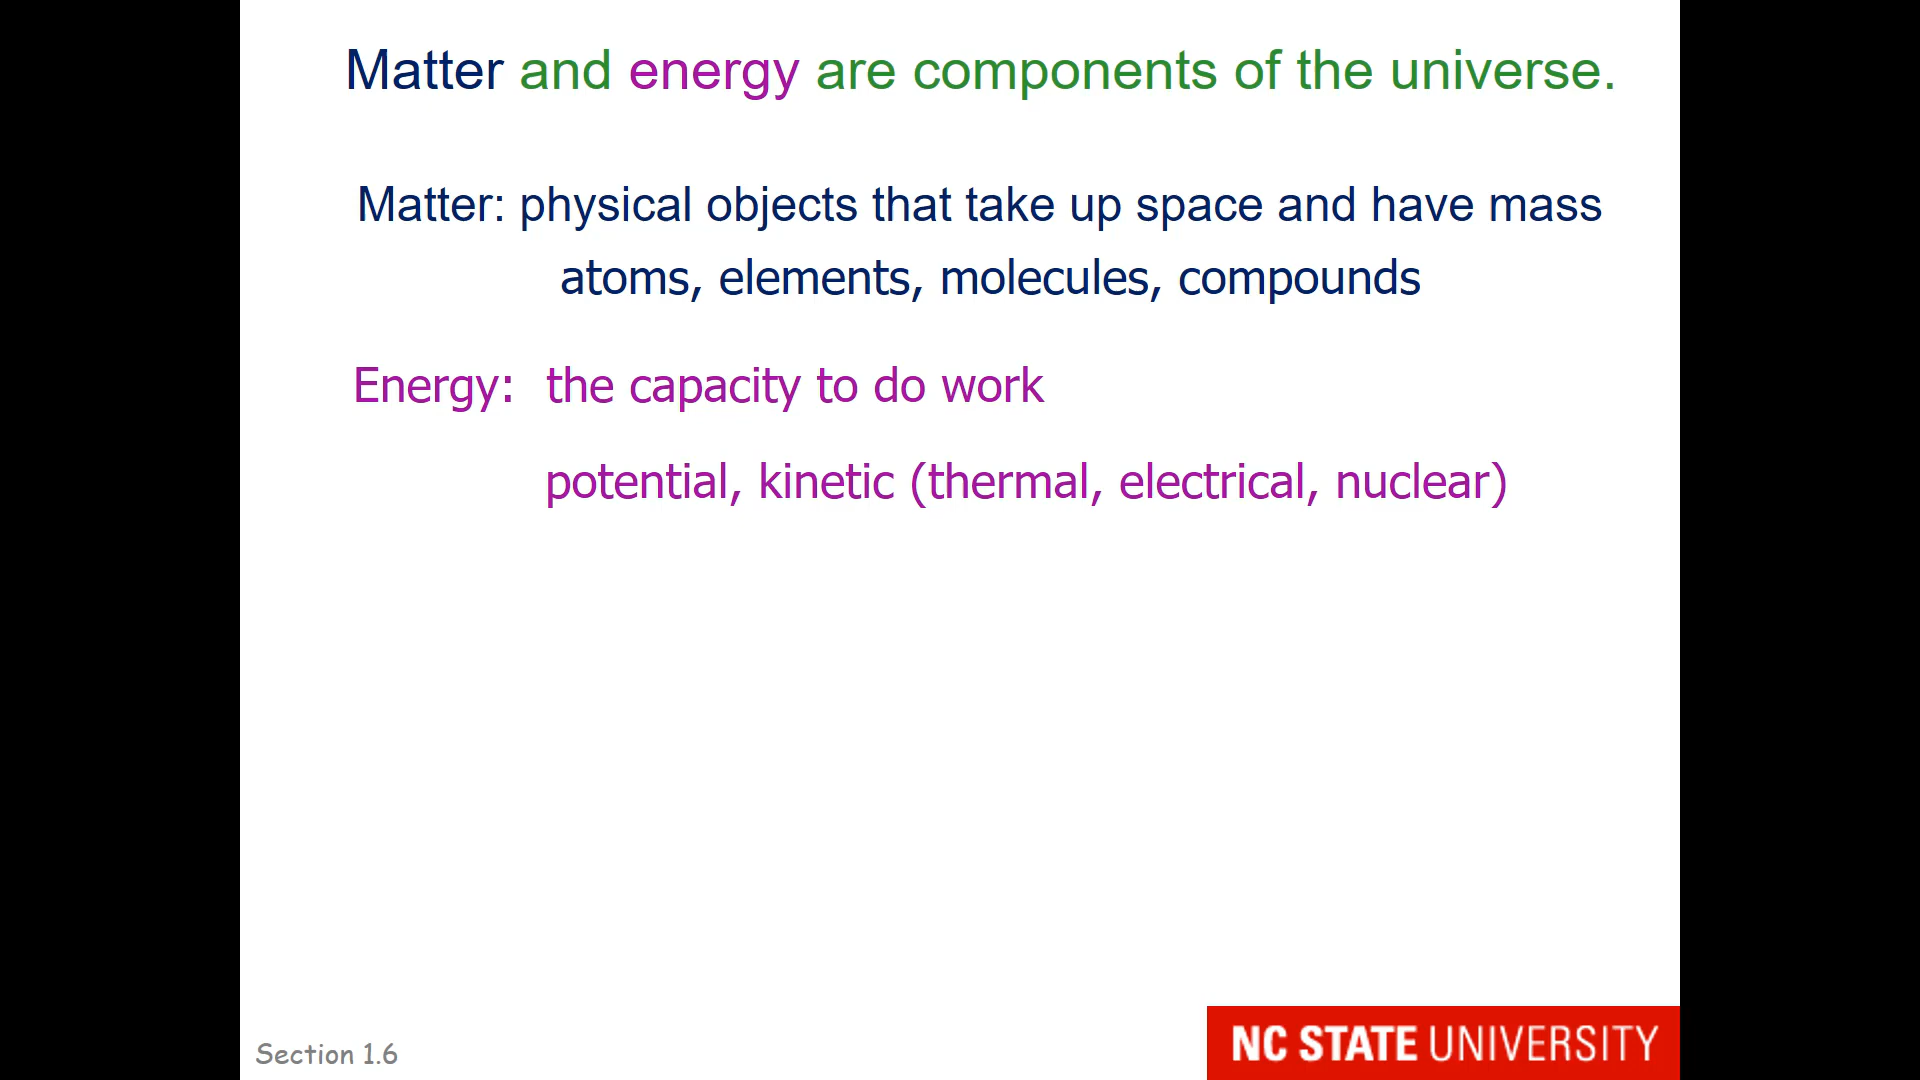 Matter and energy are components of the universe.
Matter: physical objects that take up space and have mass
atoms, elements, molecules, compounds
Energy: the capacity to do work
potential, kinetic (thermal, electrical, nuclear)
Section 1.6
NC STATE UNIVERSITY